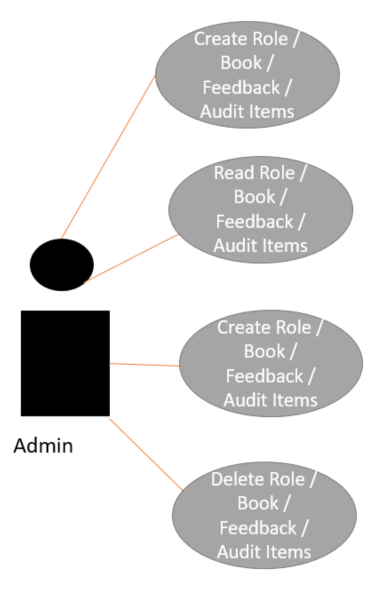 Create Role /
Book /
Feedback /
Audit Items
Read Role /
Book /
Feedback /
Audit Items
Create Role /
Book /
Feedback /
Audit Items
Admin
Delete Role /
Book /
Feedback /
Audit Items